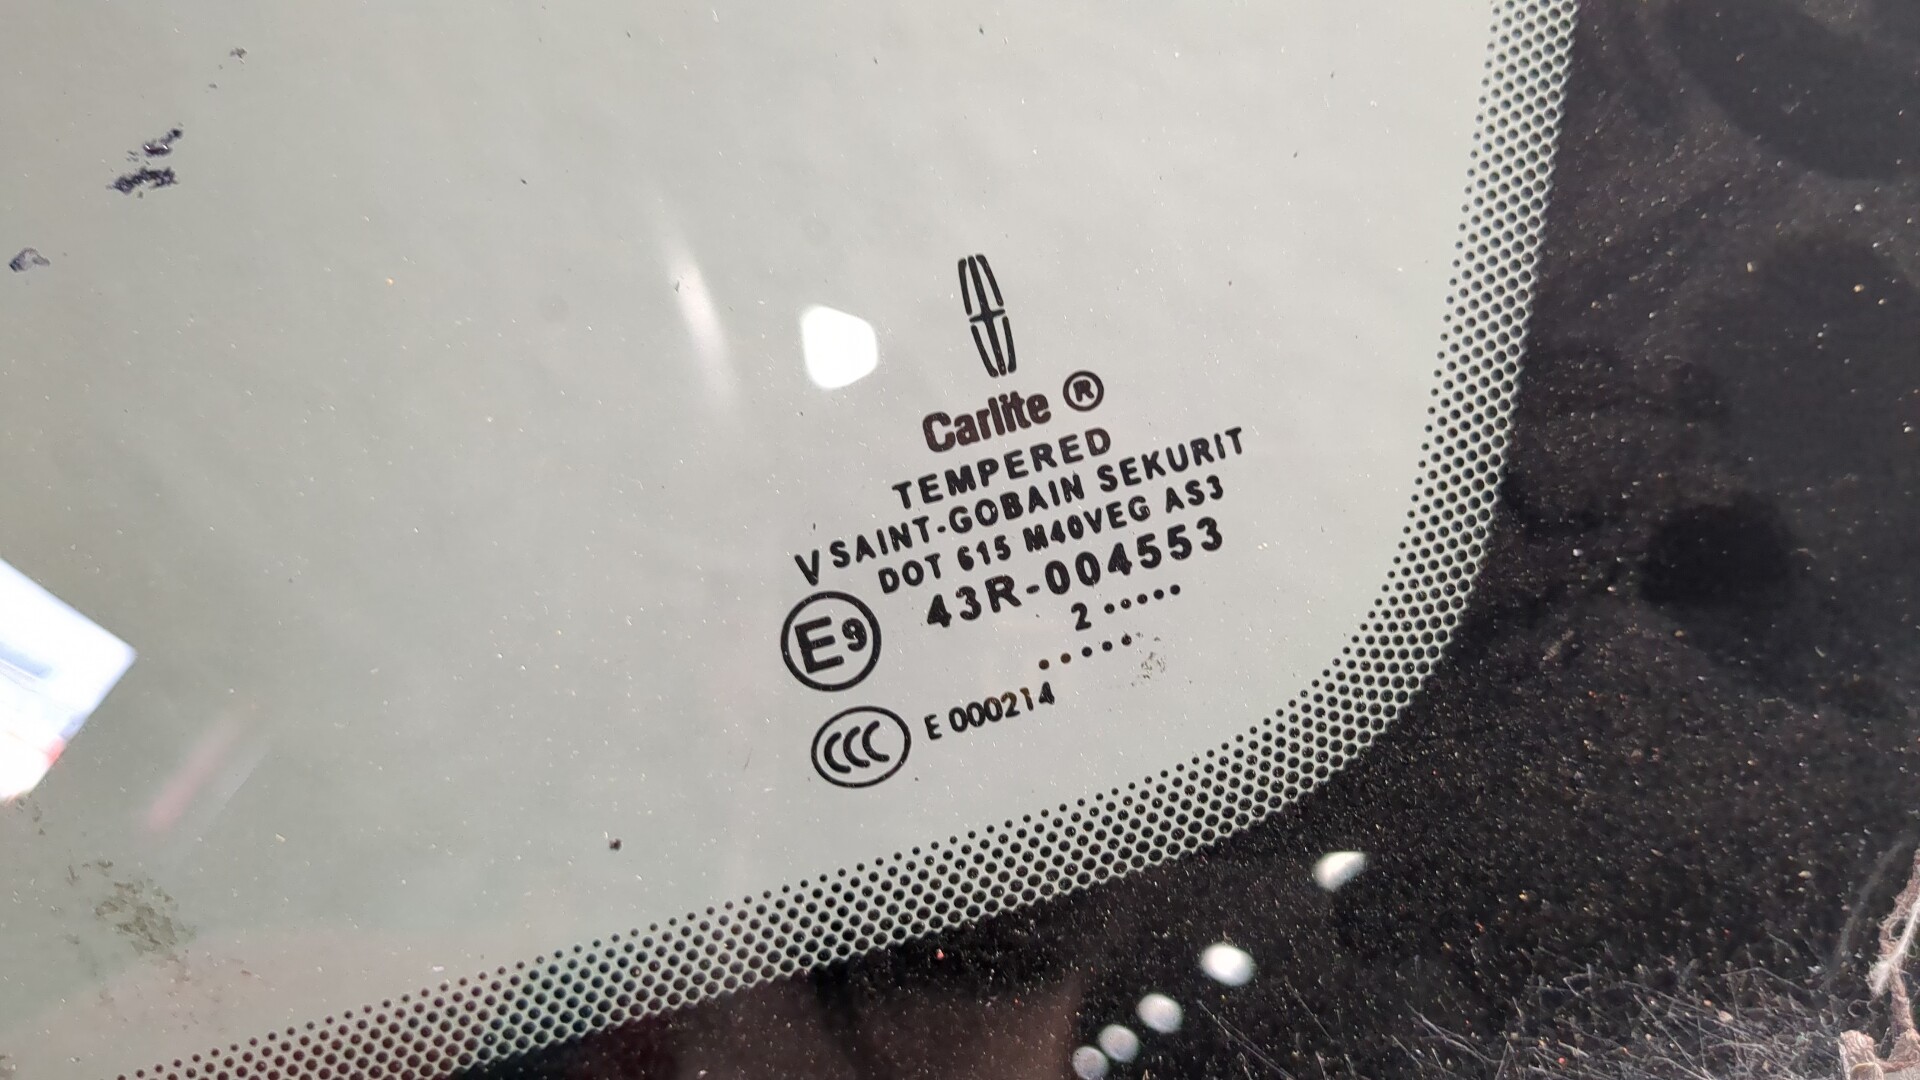 Carlite ®
TEMPERED
V SAINT-GOBAIN SEKURIT
DOT 615 M40VEG AS3
43R-004553
E9
2 •••••
•••••
CCC E 000214